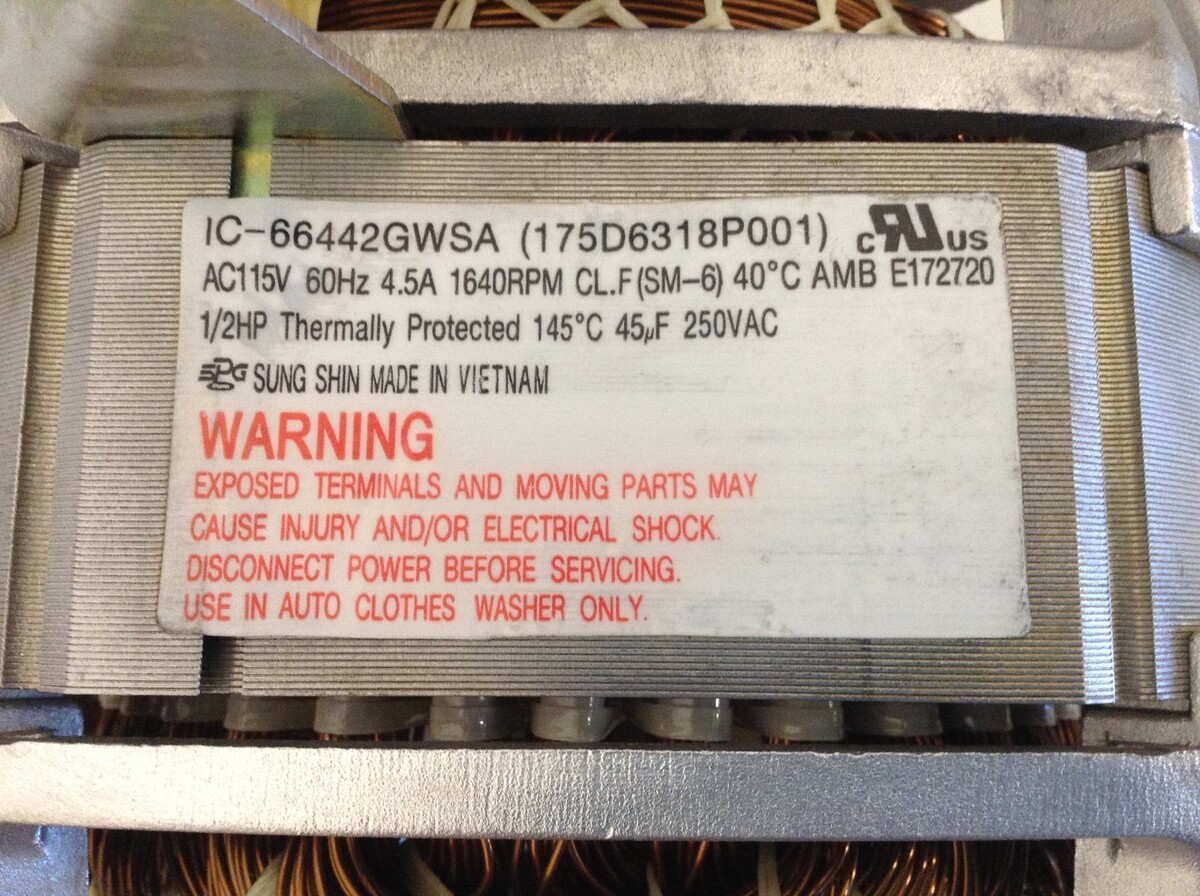 IC-66442GWSA (175D6318P001) cRUus
AC115V 60Hz 4.5A 1640RPM CL.F(SM-6) 40°C AMB E172720
1/2HP Thermally Protected 145°C 45µF 250VAC
SUNG SHIN MADE IN VIETNAM
WARNING
EXPOSED TERMINALS AND MOVING PARTS MAY
CAUSE INJURY AND/OR ELECTRICAL SHOCK.
DISCONNECT POWER BEFORE SERVICING.
USE IN AUTO CLOTHES WASHER ONLY.